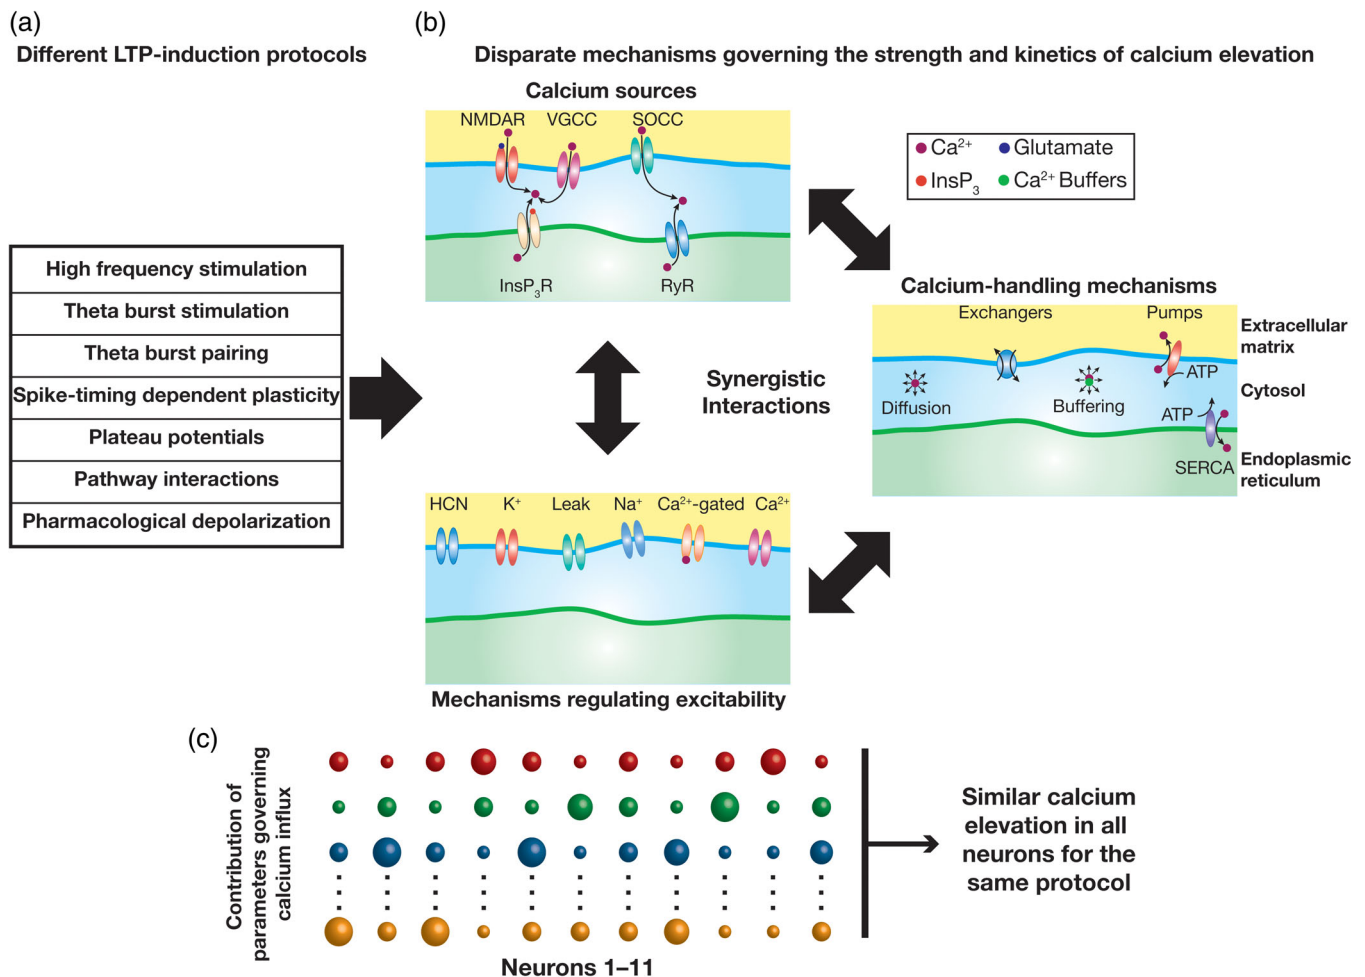 (a)
Different LTP-induction protocols
High frequency stimulation
Theta burst stimulation
Theta burst pairing
Spike-timing dependent plasticity
Plateau potentials
Pathway interactions
Pharmacological depolarization
(b)
Disparate mechanisms governing the strength and kinetics of calcium elevation
Calcium sources
NMDAR VGCC SOCC
InsP₃R RyR
Ca²⁺ Glutamate
InsP₃ Ca²⁺ Buffers
Calcium-handling mechanisms
Exchangers Pumps
Diffusion Buffering ATP
ATP
SERCA
Extracellular
matrix
Cytosol
Endoplasmic
reticulum
Synergistic
Interactions
HCN K⁺ Leak Na⁺ Ca²⁺-gated Ca²⁺
Mechanisms regulating excitability
(c)
Contribution of
parameters governing
calcium influx
Neurons 1–11
Similar calcium
elevation in all
neurons for the
same protocol